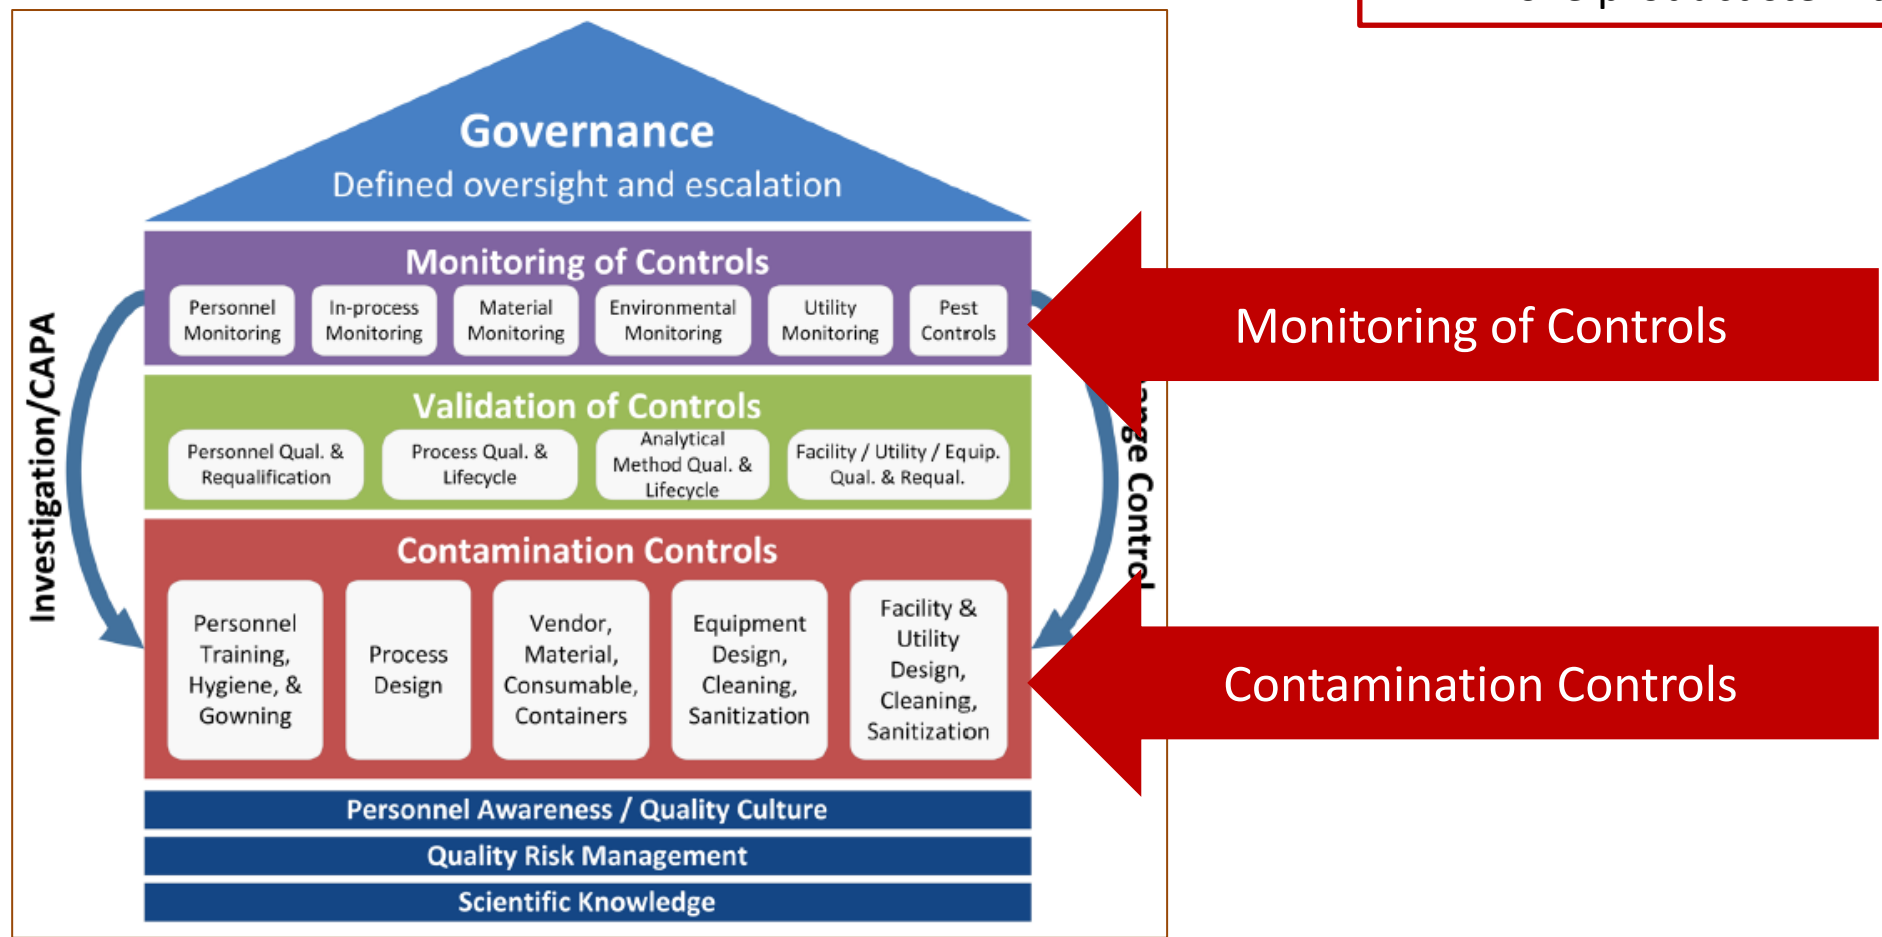 Governance
Defined oversight and escalation
Monitoring of Controls
Personnel
Monitoring
In-process
Monitoring
Material
Monitoring
Environmental
Monitoring
Utility
Monitoring
Pest
Controls
Validation of Controls
Personnel Qual. &
Requalification
Process Qual. &
Lifecycle
Analytical
Method Qual. &
Lifecycle
Facility / Utility / Equip.
Qual. & Requal.
Contamination Controls
Personnel
Training,
Hygiene, &
Gowning
Process
Design
Vendor,
Material,
Consumable,
Containers
Equipment
Design,
Cleaning,
Sanitization
Facility &
Utility
Design,
Cleaning,
Sanitization
Personnel Awareness / Quality Culture
Quality Risk Management
Scientific Knowledge
Investigation/CAPA
Control
Monitoring of Controls
Contamination Controls